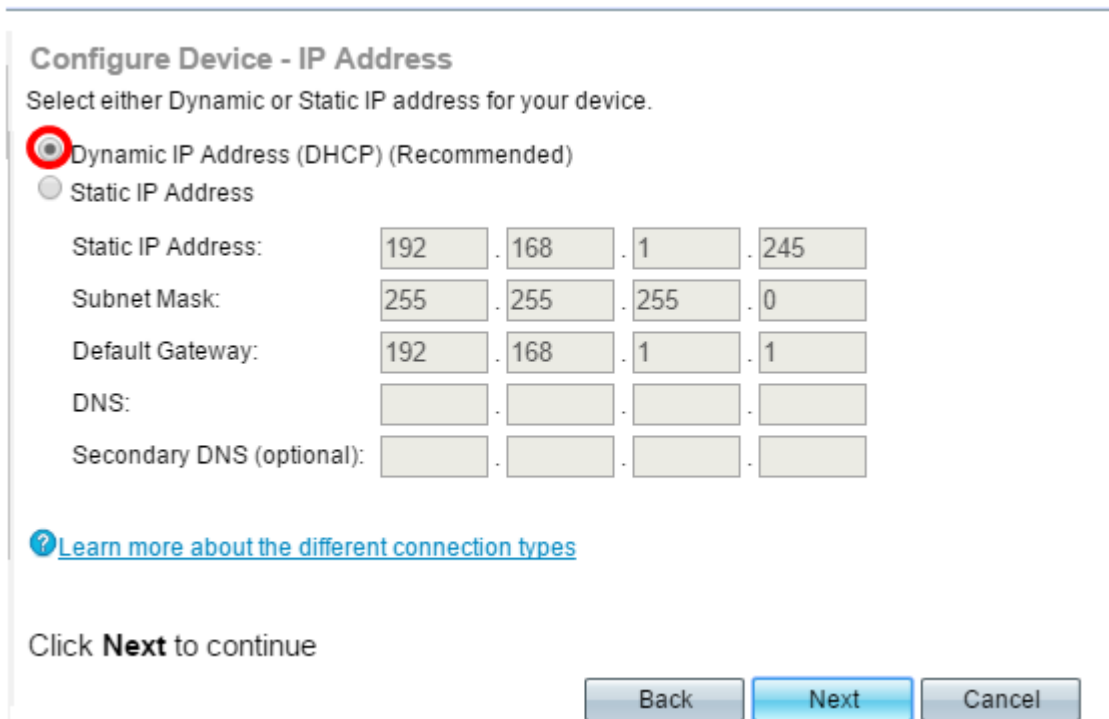 Configure Device - IP Address
Select either Dynamic or Static IP address for your device.
Dynamic IP Address (DHCP) (Recommended)
Static IP Address
Static IP Address: 192 . 168 . 1 . 245
Subnet Mask: 255 . 255 . 255 . 0
Default Gateway: 192 . 168 . 1 . 1
DNS: . . .
Secondary DNS (optional): . . .
? Learn more about the different connection types
Click Next to continue
Back Next Cancel